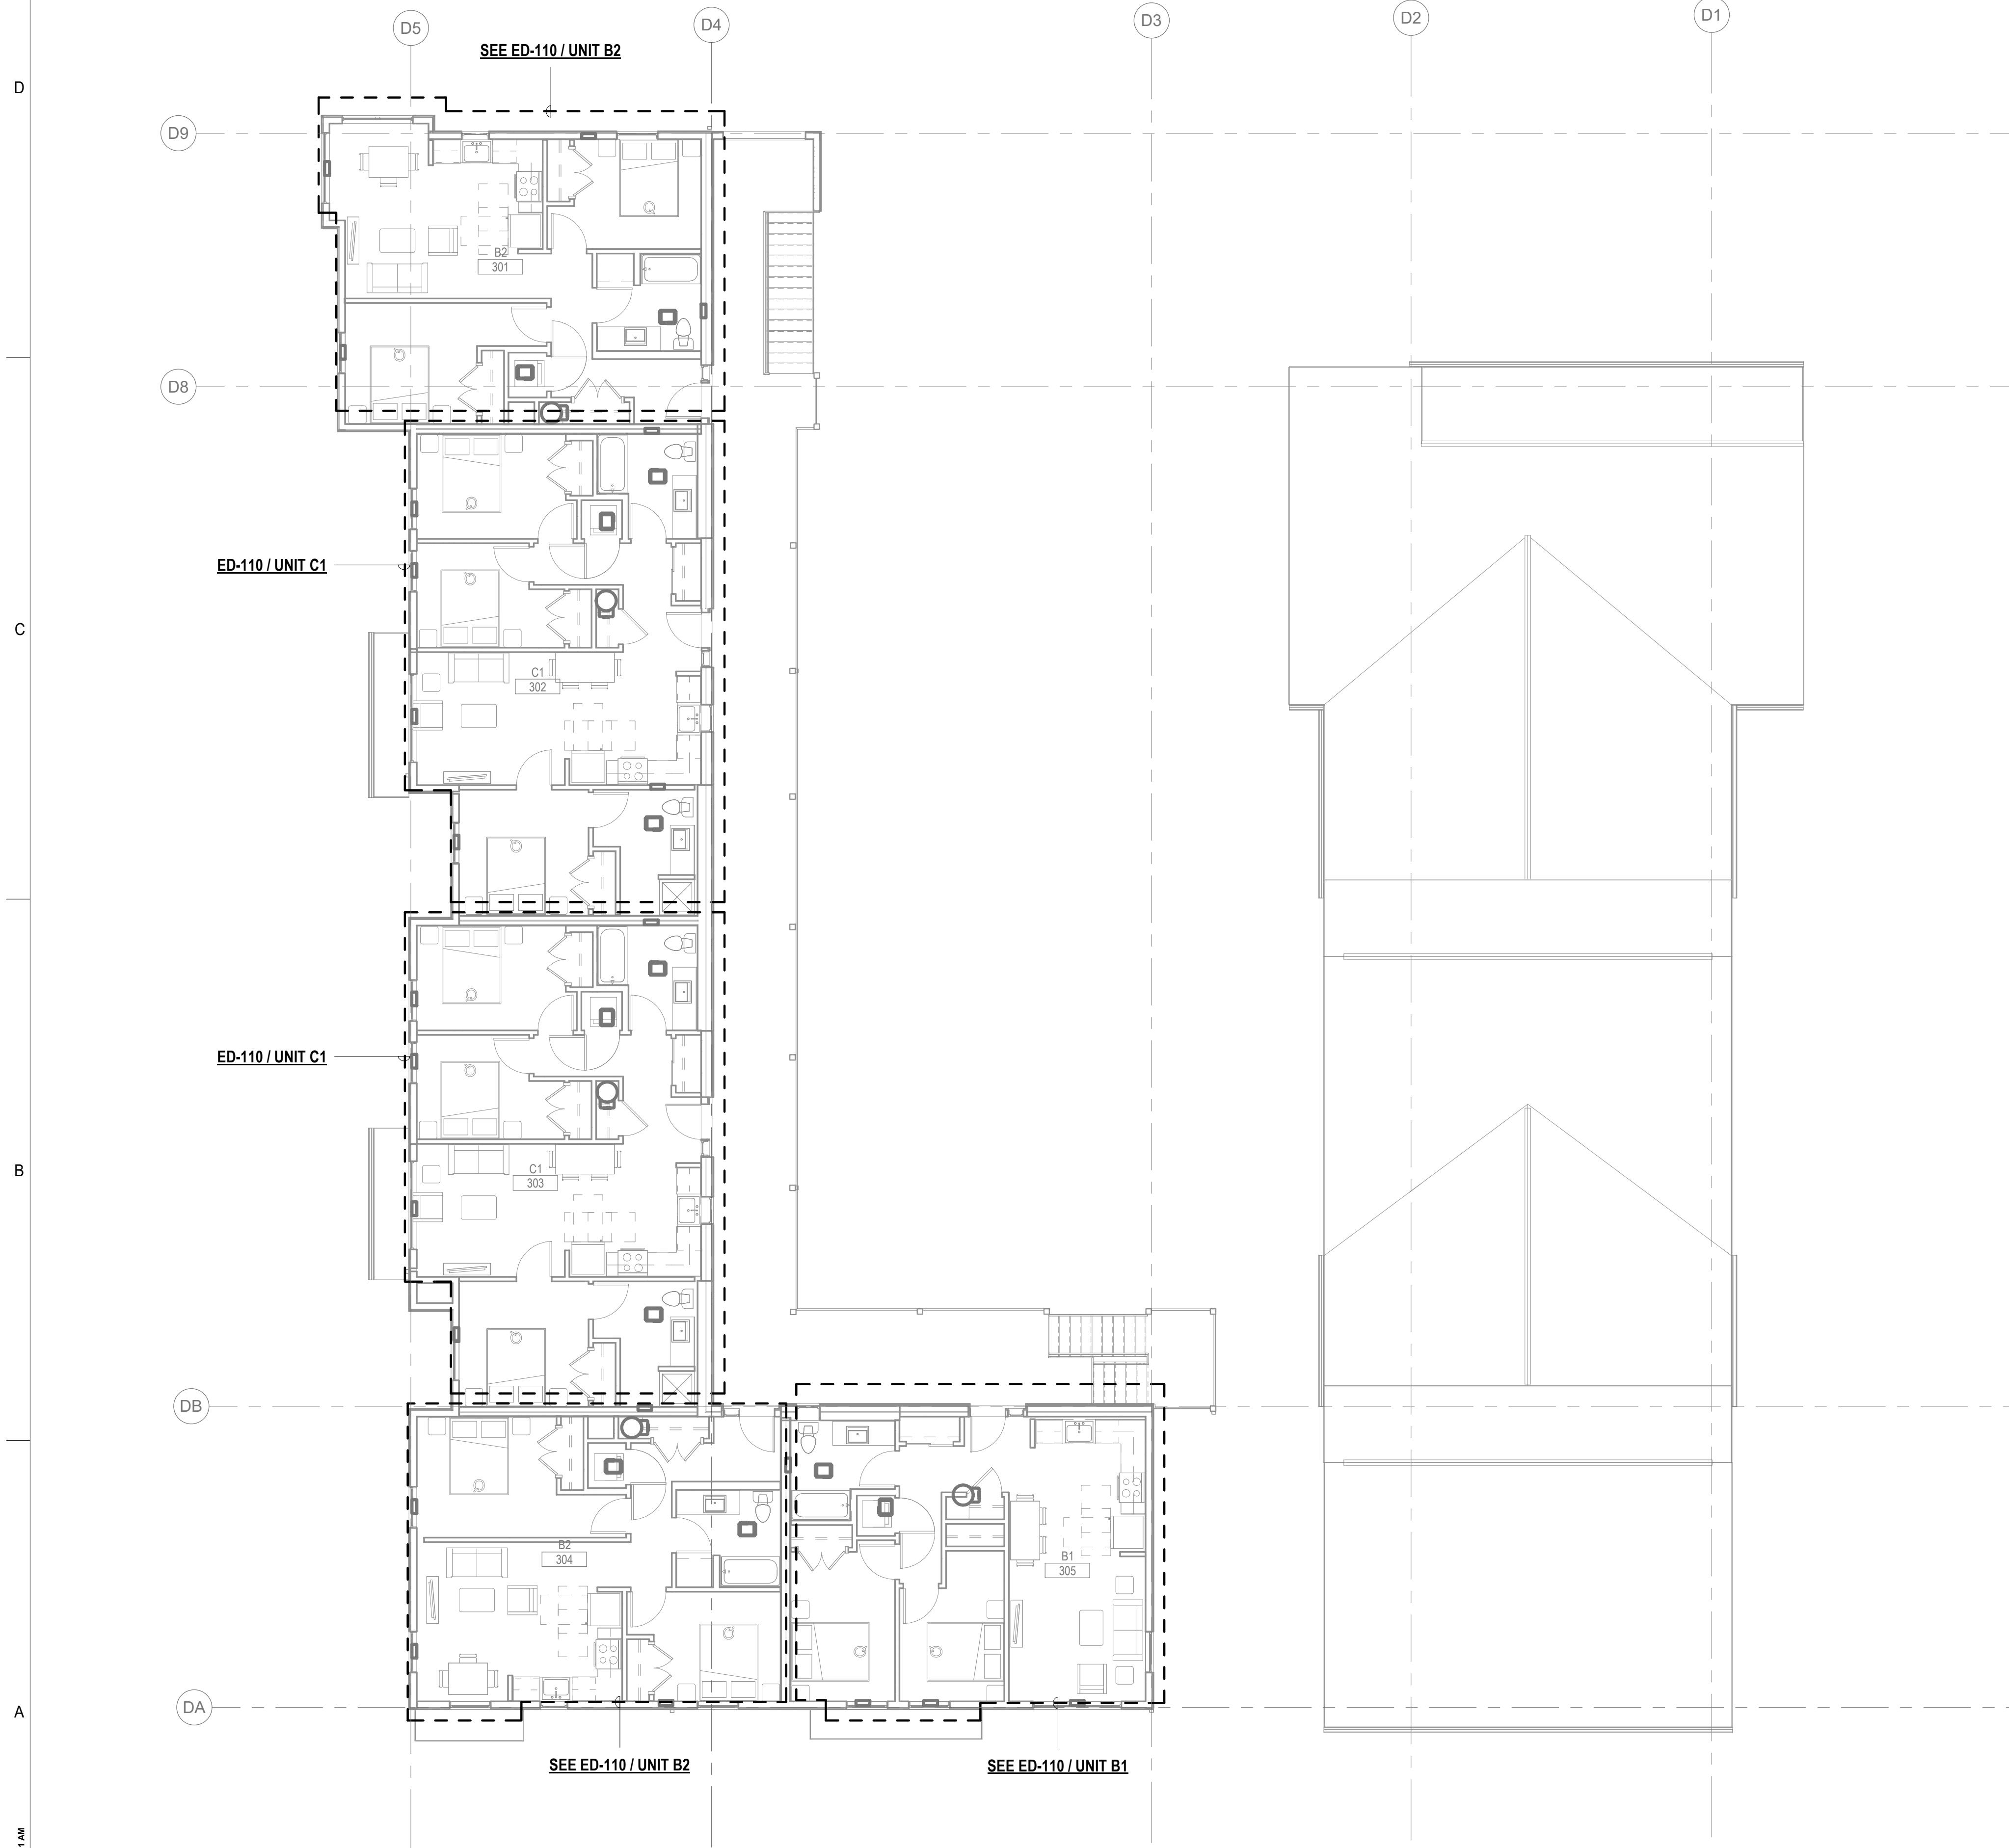 D5
D4
D3
D2
D1
SEE ED-110 / UNIT B2
D
D9
B2
301
D8
ED-110 / UNIT C1
C
C1
302
ED-110 / UNIT C1
B
C1
303
DB
B2
304
B1
305
DA
A
SEE ED-110 / UNIT B2
SEE ED-110 / UNIT B1
1 AM